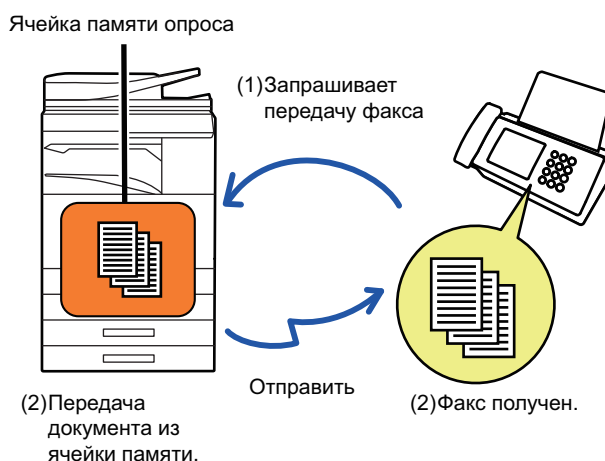 Ячейка памяти опроса
(1)Запрашивает
передачу факса
Отправить
(2)Передача
документа из
ячейки памяти.
(2)Факс получен.